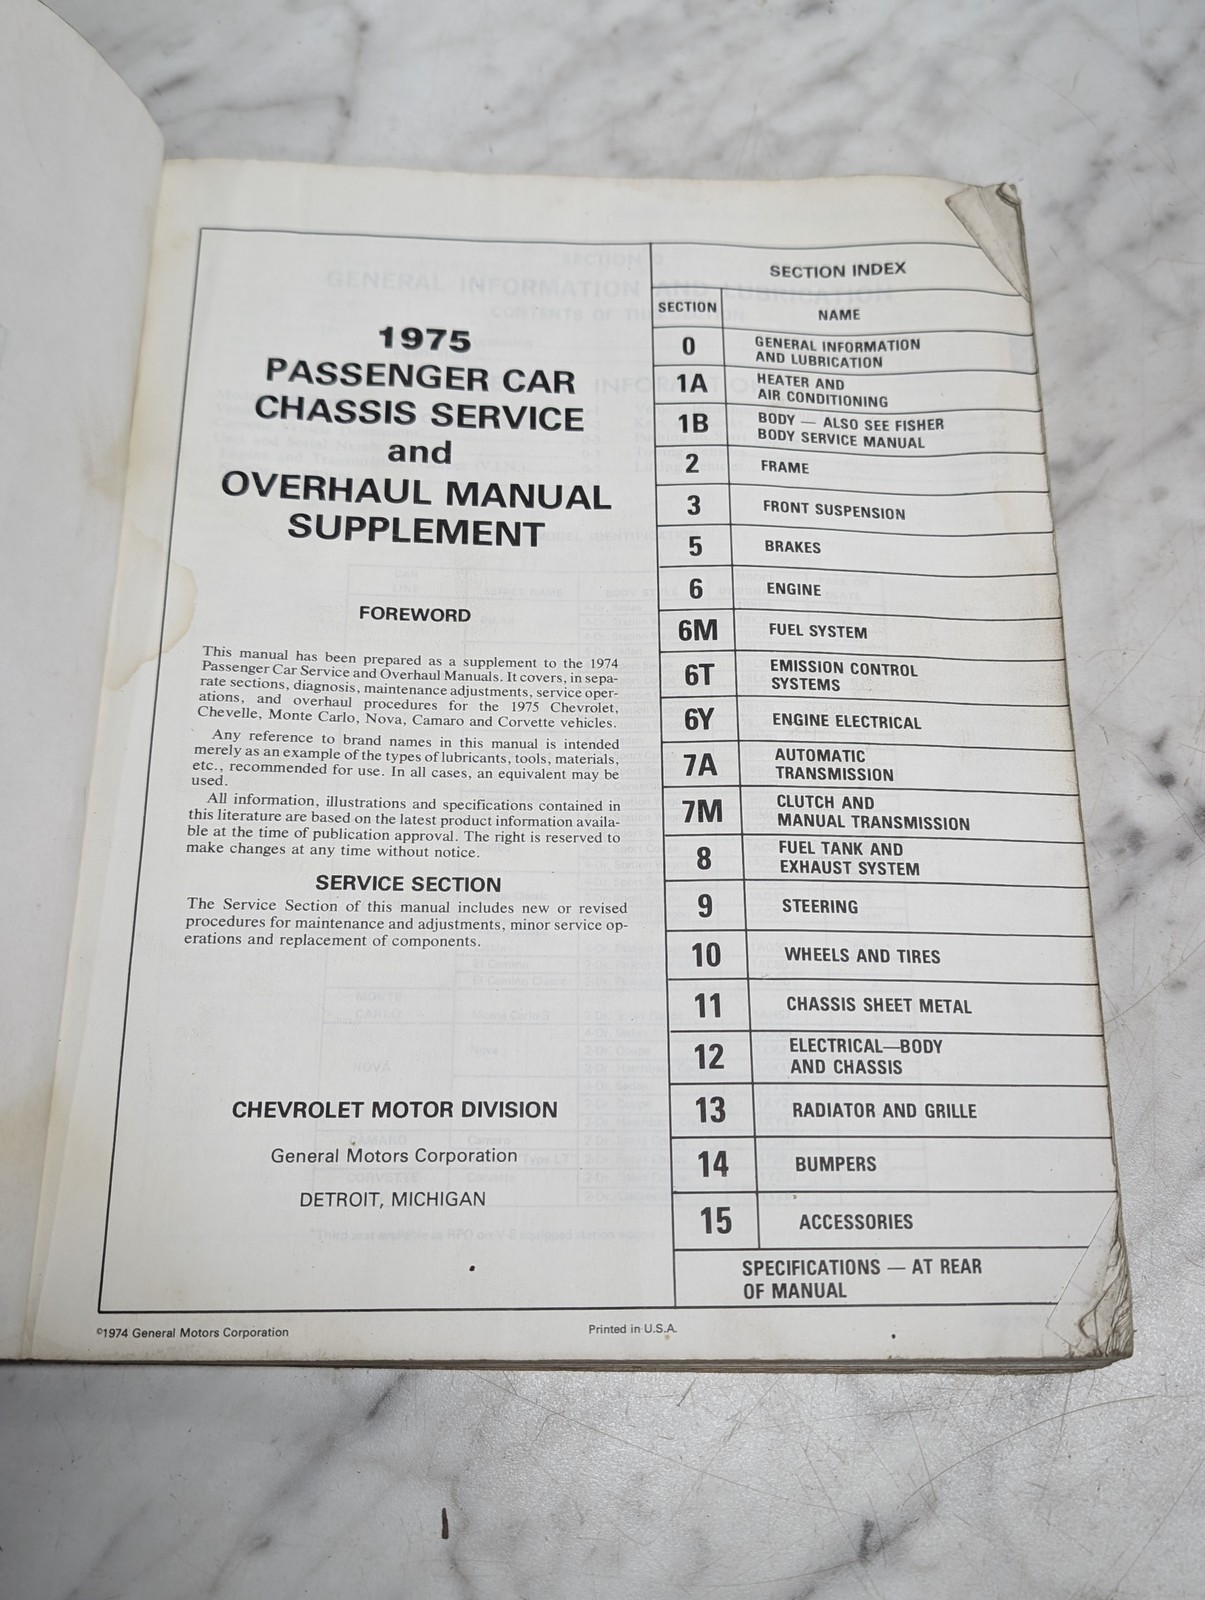 1975
PASSENGER CAR
CHASSIS SERVICE
and
OVERHAUL MANUAL
SUPPLEMENT
FOREWORD
This manual has been prepared as a supplement to the 1974
Passenger Car Service and Overhaul Manuals. It covers, in sepa-
rate sections, diagnosis, maintenance adjustments, service oper-
ations, and overhaul procedures for the 1975 Chevrolet,
Chevelle, Monte Carlo, Nova, Camaro and Corvette vehicles.
Any reference to brand names in this manual is intended
merely as an example of the types of lubricants, tools, materials,
etc., recommended for use. In all cases, an equivalent may be
used.
All information, illustrations and specifications contained in
this literature are based on the latest product information availa-
ble at the time of publication approval. The right is reserved to
make changes at any time without notice.
SERVICE SECTION
The Service Section of this manual includes new or revised
procedures for maintenance and adjustments, minor service op-
erations and replacement of components.
CHEVROLET MOTOR DIVISION
General Motors Corporation
DETROIT, MICHIGAN
SECTION INDEX
SECTION NAME
0 GENERAL INFORMATION
AND LUBRICATION
1A HEATER AND
AIR CONDITIONING
1B BODY — ALSO SEE FISHER
BODY SERVICE MANUAL
2 FRAME
3 FRONT SUSPENSION
5 BRAKES
6 ENGINE
6M FUEL SYSTEM
6T EMISSION CONTROL
SYSTEMS
6Y ENGINE ELECTRICAL
7A AUTOMATIC
TRANSMISSION
7M CLUTCH AND
MANUAL TRANSMISSION
8 FUEL TANK AND
EXHAUST SYSTEM
9 STEERING
10 WHEELS AND TIRES
11 CHASSIS SHEET METAL
12 ELECTRICAL—BODY
AND CHASSIS
13 RADIATOR AND GRILLE
14 BUMPERS
15 ACCESSORIES
SPECIFICATIONS — AT REAR
OF MANUAL
©1974 General Motors Corporation
Printed in U.S.A.